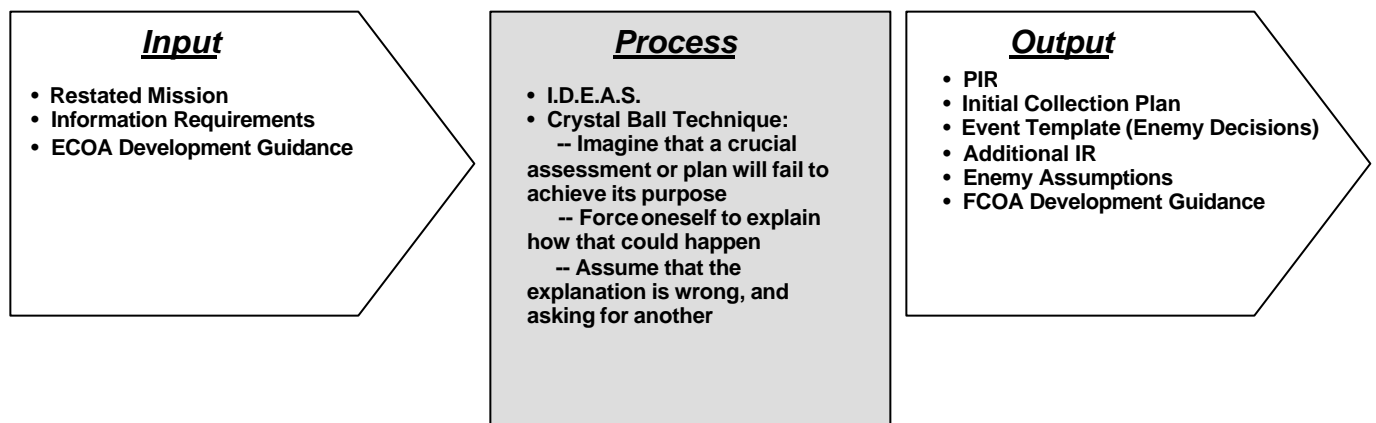 Input
• Restated Mission
• Information Requirements
• ECOA Development Guidance
Process
• I.D.E.A.S.
• Crystal Ball Technique:
-- Imagine that a crucial
assessment or plan will fail to
achieve its purpose
-- Force oneself to explain
how that could happen
-- Assume that the
explanation is wrong, and
asking for another
Output
• PIR
• Initial Collection Plan
• Event Template (Enemy Decisions)
• Additional IR
• Enemy Assumptions
• FCOA Development Guidance